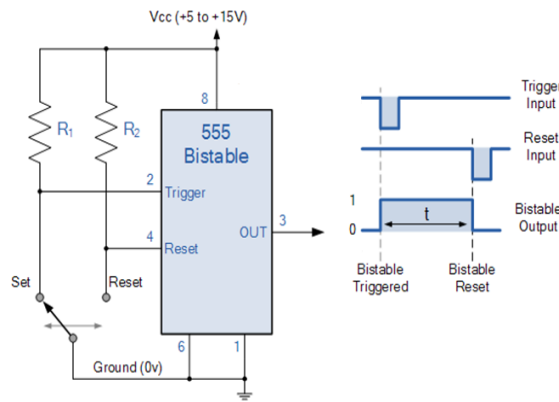 Vcc (+5 to +15V)
8
R1
R2
555
Bistable
2
Trigger
4
Reset
OUT
3
Set
Reset
6
1
Ground (0v)
Trigger
Input
Reset
Input
1
0
t
Bistable
Output
Bistable
Triggered
Bistable
Reset